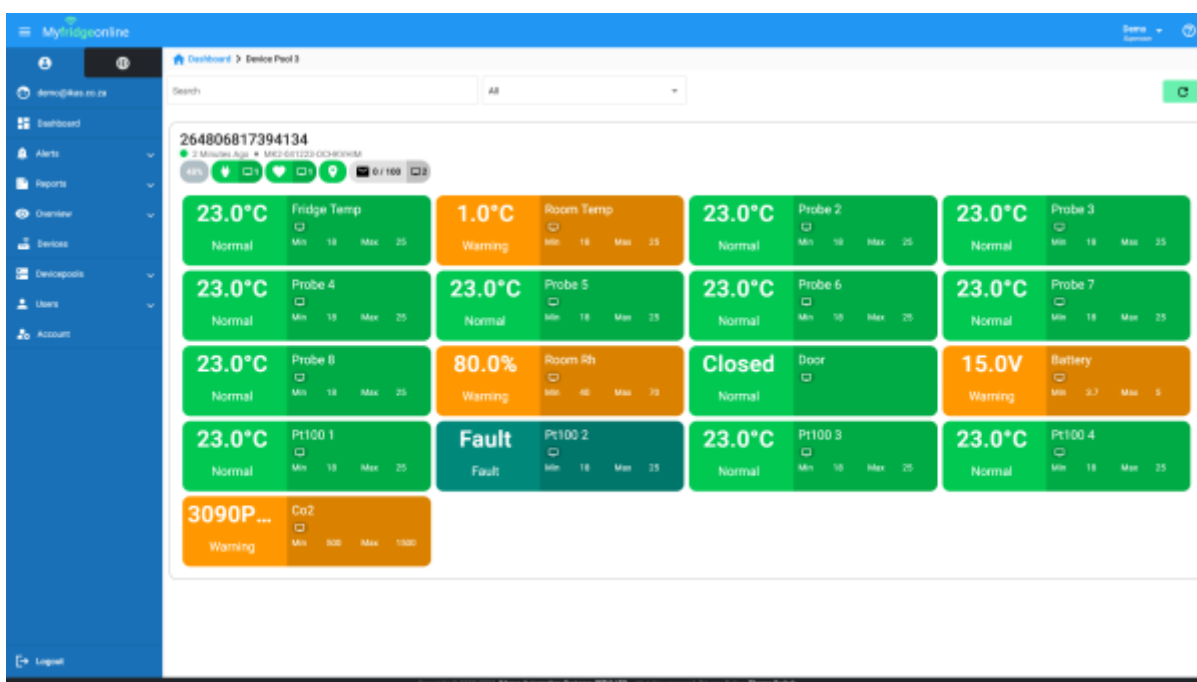 Myfridgeonline
Demo
Dashboard > Device Pool 3
demo@ikas.co.za
Search
All
Dashboard
Alerts
Reports
Overview
Devices
Devicepools
Users
Account
264806817394134
2 Minutes Ago
1
1
0 / 100
2
23.0°C Fridge Temp
Normal Min 18 Max 25
1.0°C Room Temp
Warning Min 18 Max 25
23.0°C Probe 2
Normal Min 18 Max 25
23.0°C Probe 3
Normal Min 18 Max 25
23.0°C Probe 4
Normal Min 18 Max 25
23.0°C Probe 5
Normal Min 18 Max 25
23.0°C Probe 6
Normal Min 18 Max 25
23.0°C Probe 7
Normal Min 18 Max 25
23.0°C Probe 8
Normal Min 18 Max 25
80.0% Room Rh
Warning Min 40 Max 70
Closed Door
Normal
15.0V Battery
Warning Min 3.7 Max 5
23.0°C Pt100 1
Normal Min 18 Max 25
Fault Pt100 2
Fault Min 18 Max 25
23.0°C Pt100 3
Normal Min 18 Max 25
23.0°C Pt100 4
Normal Min 18 Max 25
3090P... Co2
Warning Min 500 Max 1500
Logout